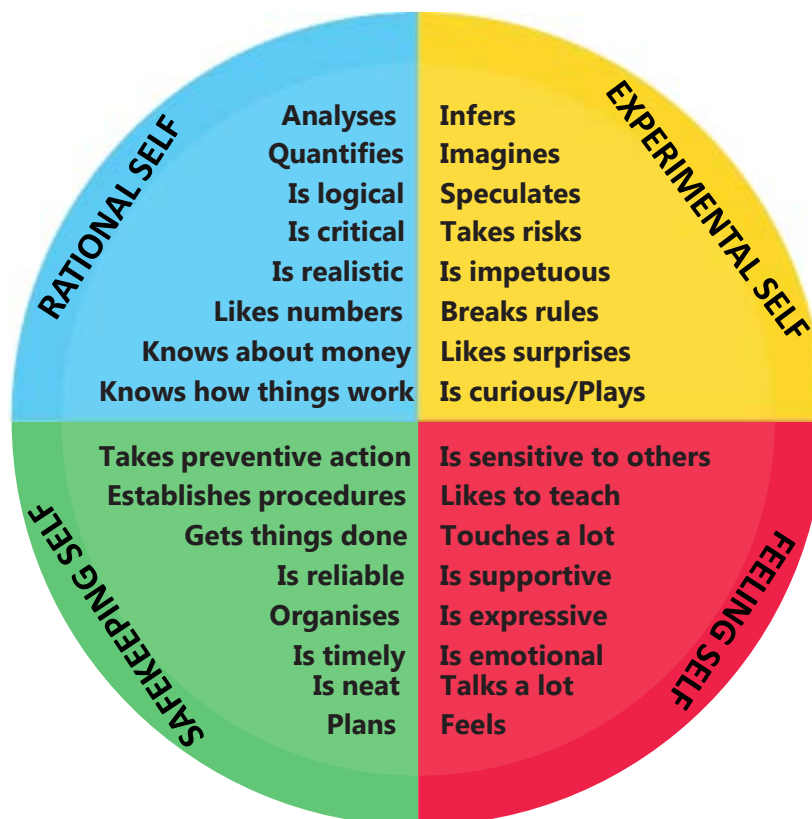 RATIONAL SELF
Analyses
Quantifies
Is logical
Is critical
Is realistic
Likes numbers
Knows about money
Knows how things work
EXPERIMENTAL SELF
Infers
Imagines
Speculates
Takes risks
Is impetuous
Breaks rules
Likes surprises
Is curious/Plays
SAFEKEEPING SELF
Takes preventive action
Establishes procedures
Gets things done
Is reliable
Organises
Is timely
Is neat
Plans
FEELING SELF
Is sensitive to others
Likes to teach
Touches a lot
Is supportive
Is expressive
Is emotional
Talks a lot
Feels